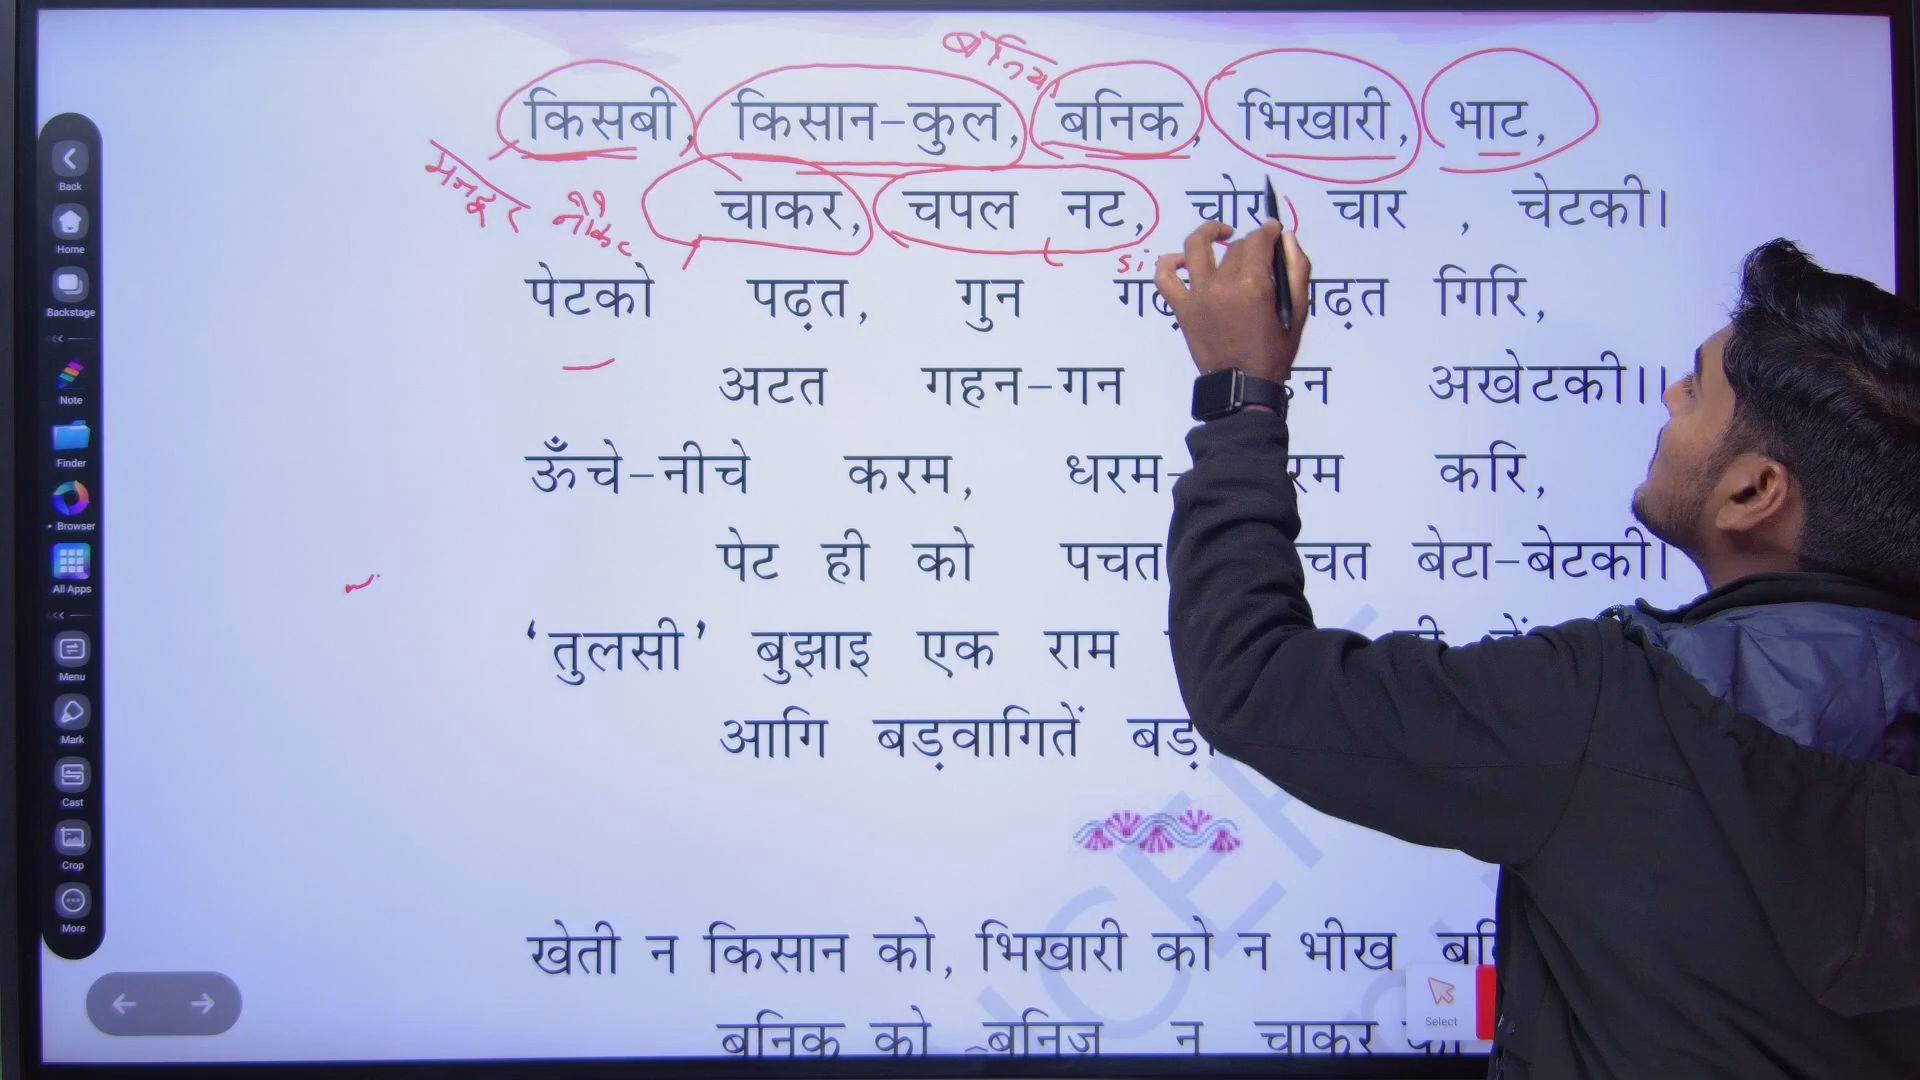 बनिया
किसबी, किसान-कुल, बनिक, भिखारी, भाट,
मजदूर नौकर
चाकर, चपल नट, चोर चार , चेटकी।
पेटको पढ़त, गुन चढ़त गिरि,
अटत गहन-गन अखेटकी।।
ऊँचे-नीचे करम, धरम- करि,
पेट ही को पचत बेटा-बेटकी।
'तुलसी' बुझाइ एक राम
आगि बड़वागितें
खेती न किसान को, भिखारी को न भीख
बनिक को बनिज न चाकर
NCERT
Back
Home
Backstage
Note
Finder
Browser
All Apps
Menu
Mark
Cast
Crop
More
Select